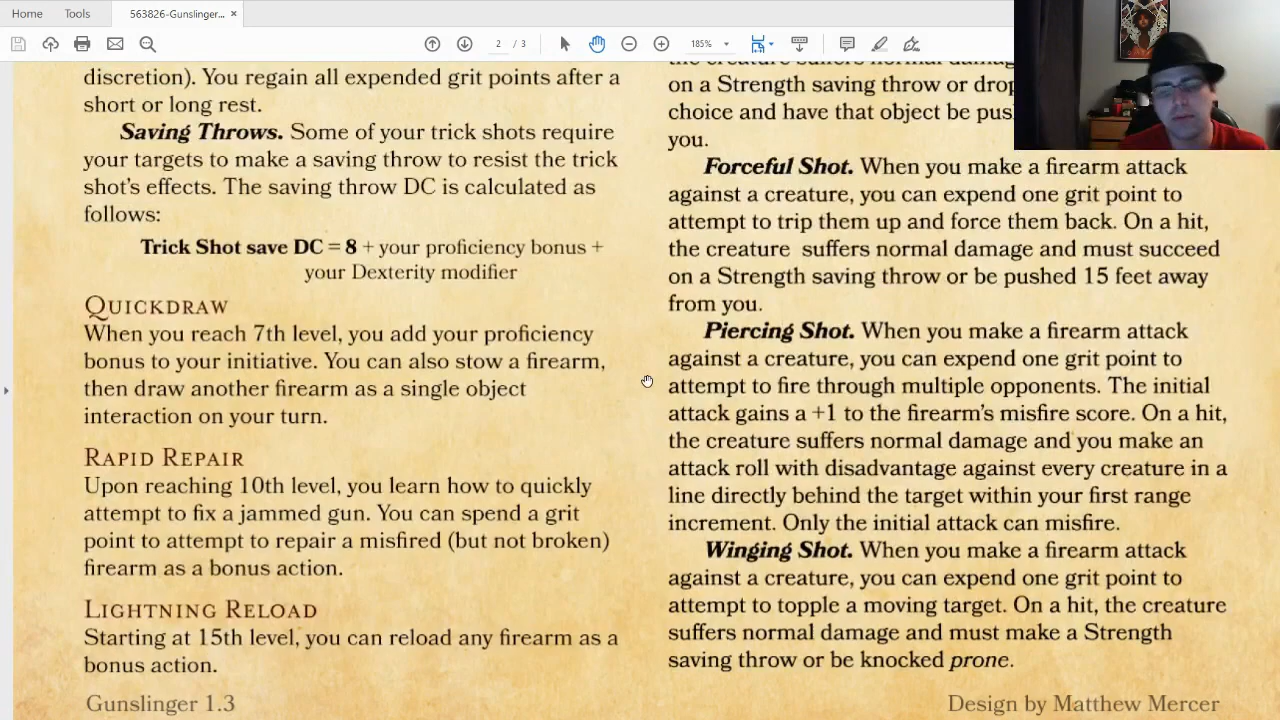 Home
Tools
563826-Gunslinger...
×
2 / 3
185%
discretion). You regain all expended grit points after a
short or long rest.
Saving Throws. Some of your trick shots require
your targets to make a saving throw to resist the trick
shot's effects. The saving throw DC is calculated as
follows:
Trick Shot save DC = 8 + your proficiency bonus +
your Dexterity modifier
QUICKDRAW
When you reach 7th level, you add your proficiency
bonus to your initiative. You can also stow a firearm,
then draw another firearm as a single object
interaction on your turn.
RAPID REPAIR
Upon reaching 10th level, you learn how to quickly
attempt to fix a jammed gun. You can spend a grit
point to attempt to repair a misfired (but not broken)
firearm as a bonus action.
LIGHTNING RELOAD
Starting at 15th level, you can reload any firearm as a
bonus action.
Gunslinger 1.3
the creature suffers normal
on a Strength saving throw or drop
choice and have that object be
you.
Forceful Shot. When you make a firearm attack
against a creature, you can expend one grit point to
attempt to trip them up and force them back. On a hit,
the creature  suffers normal damage and must succeed
on a Strength saving throw or be pushed 15 feet away
from you.
Piercing Shot. When you make a firearm attack
against a creature, you can expend one grit point to
attempt to fire through multiple opponents. The initial
attack gains a +1 to the firearm's misfire score. On a hit,
the creature suffers normal damage and you make an
attack roll with disadvantage against every creature in a
line directly behind the target within your first range
increment. Only the initial attack can misfire.
Winging Shot. When you make a firearm attack
against a creature, you can expend one grit point to
attempt to topple a moving target. On a hit, the creature
suffers normal damage and must make a Strength
saving throw or be knocked prone.
Design by Matthew Mercer